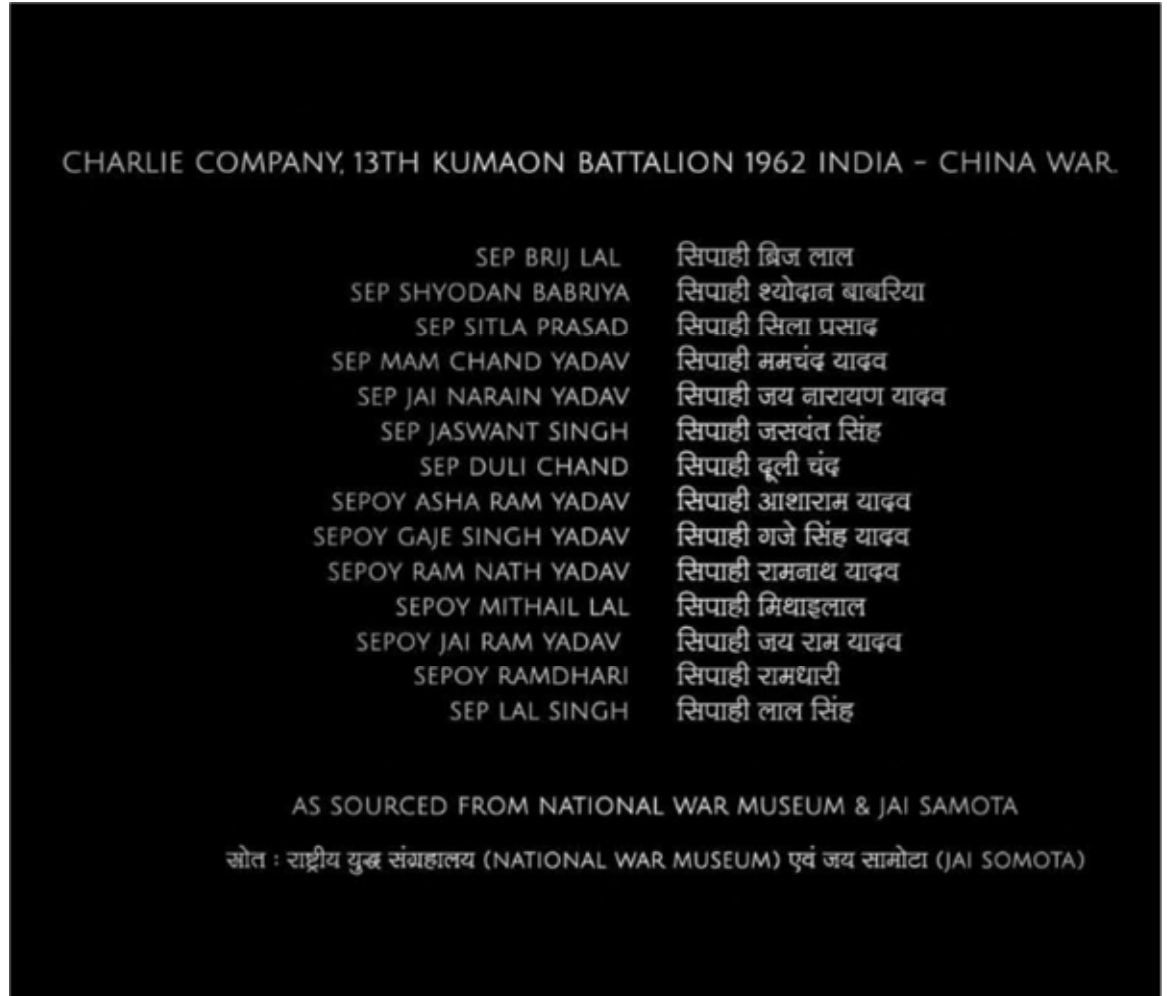 CHARLIE COMPANY, 13TH KUMAON BATTALION 1962 INDIA - CHINA WAR.
SEP BRIJ LAL सिपाही ब्रिज लाल
SEP SHYODAN BABRIYA सिपाही श्योदान बाबरिया
SEP SITLA PRASAD सिपाही सिला प्रसाद
SEP MAM CHAND YADAV सिपाही ममचंद यादव
SEP JAI NARAIN YADAV सिपाही जय नारायण यादव
SEP JASWANT SINGH सिपाही जसवंत सिंह
SEP DULI CHAND सिपाही दूली चंद
SEPOY ASHA RAM YADAV सिपाही आशाराम यादव
SEPOY GAJE SINGH YADAV सिपाही गजे सिंह यादव
SEPOY RAM NATH YADAV सिपाही रामनाथ यादव
SEPOY MITHAIL LAL सिपाही मिथाइलाल
SEPOY JAI RAM YADAV सिपाही जय राम यादव
SEPOY RAMDHARI सिपाही रामधारी
SEP LAL SINGH सिपाही लाल सिंह
AS SOURCED FROM NATIONAL WAR MUSEUM & JAI SAMOTA
स्रोत : राष्ट्रीय युद्ध संग्रहालय (NATIONAL WAR MUSEUM) एवं जय सामोटा (JAI SOMOTA)